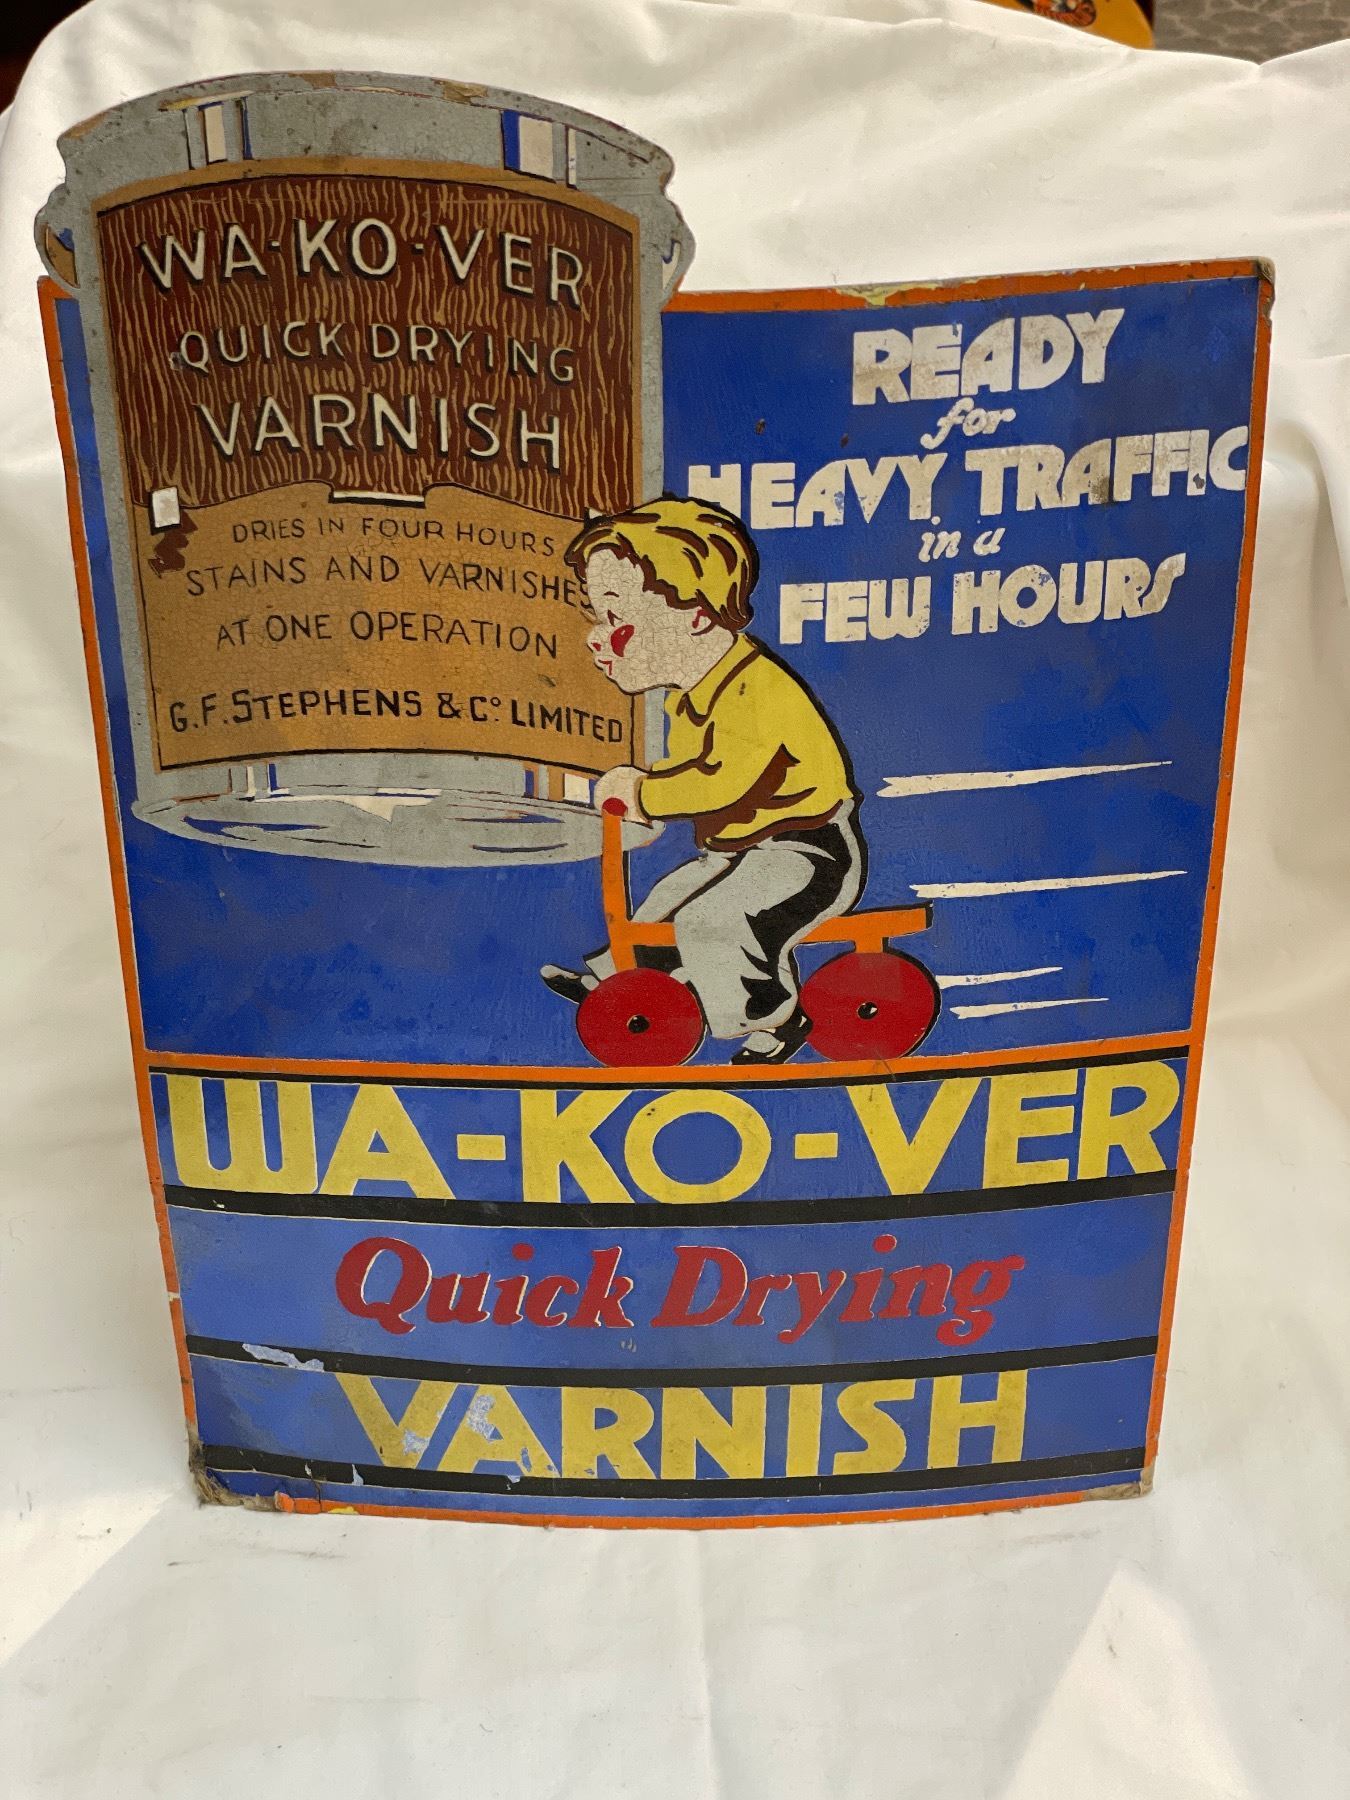 WA-KO-VER
QUICK DRYING
VARNISH
DRIES IN FOUR HOURS
STAINS AND VARNISHES
AT ONE OPERATION
G.F. STEPHENS & Co LIMITED
READY
for
HEAVY TRAFFIC
in a
FEW HOURS
WA-KO-VER
Quick Drying
VARNISH